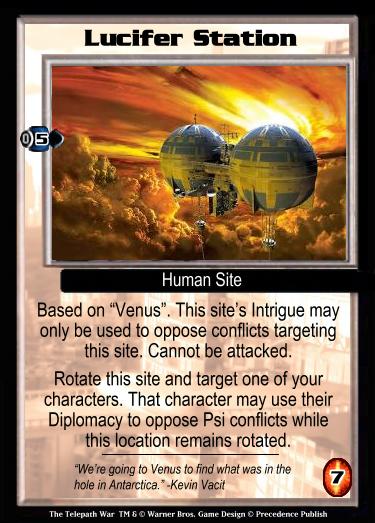 Lucifer Station
5
Human Site
Based on "Venus". This site's Intrigue may
only be used to oppose conflicts targeting
this site. Cannot be attacked.
Rotate this site and target one of your
characters. That character may use their
Diplomacy to oppose Psi conflicts while
this location remains rotated.
"We're going to Venus to find what was in the
hole in Antarctica." -Kevin Vacit
7
The Telepath War TM & © Warner Bros. Game Design © Precedence Publish